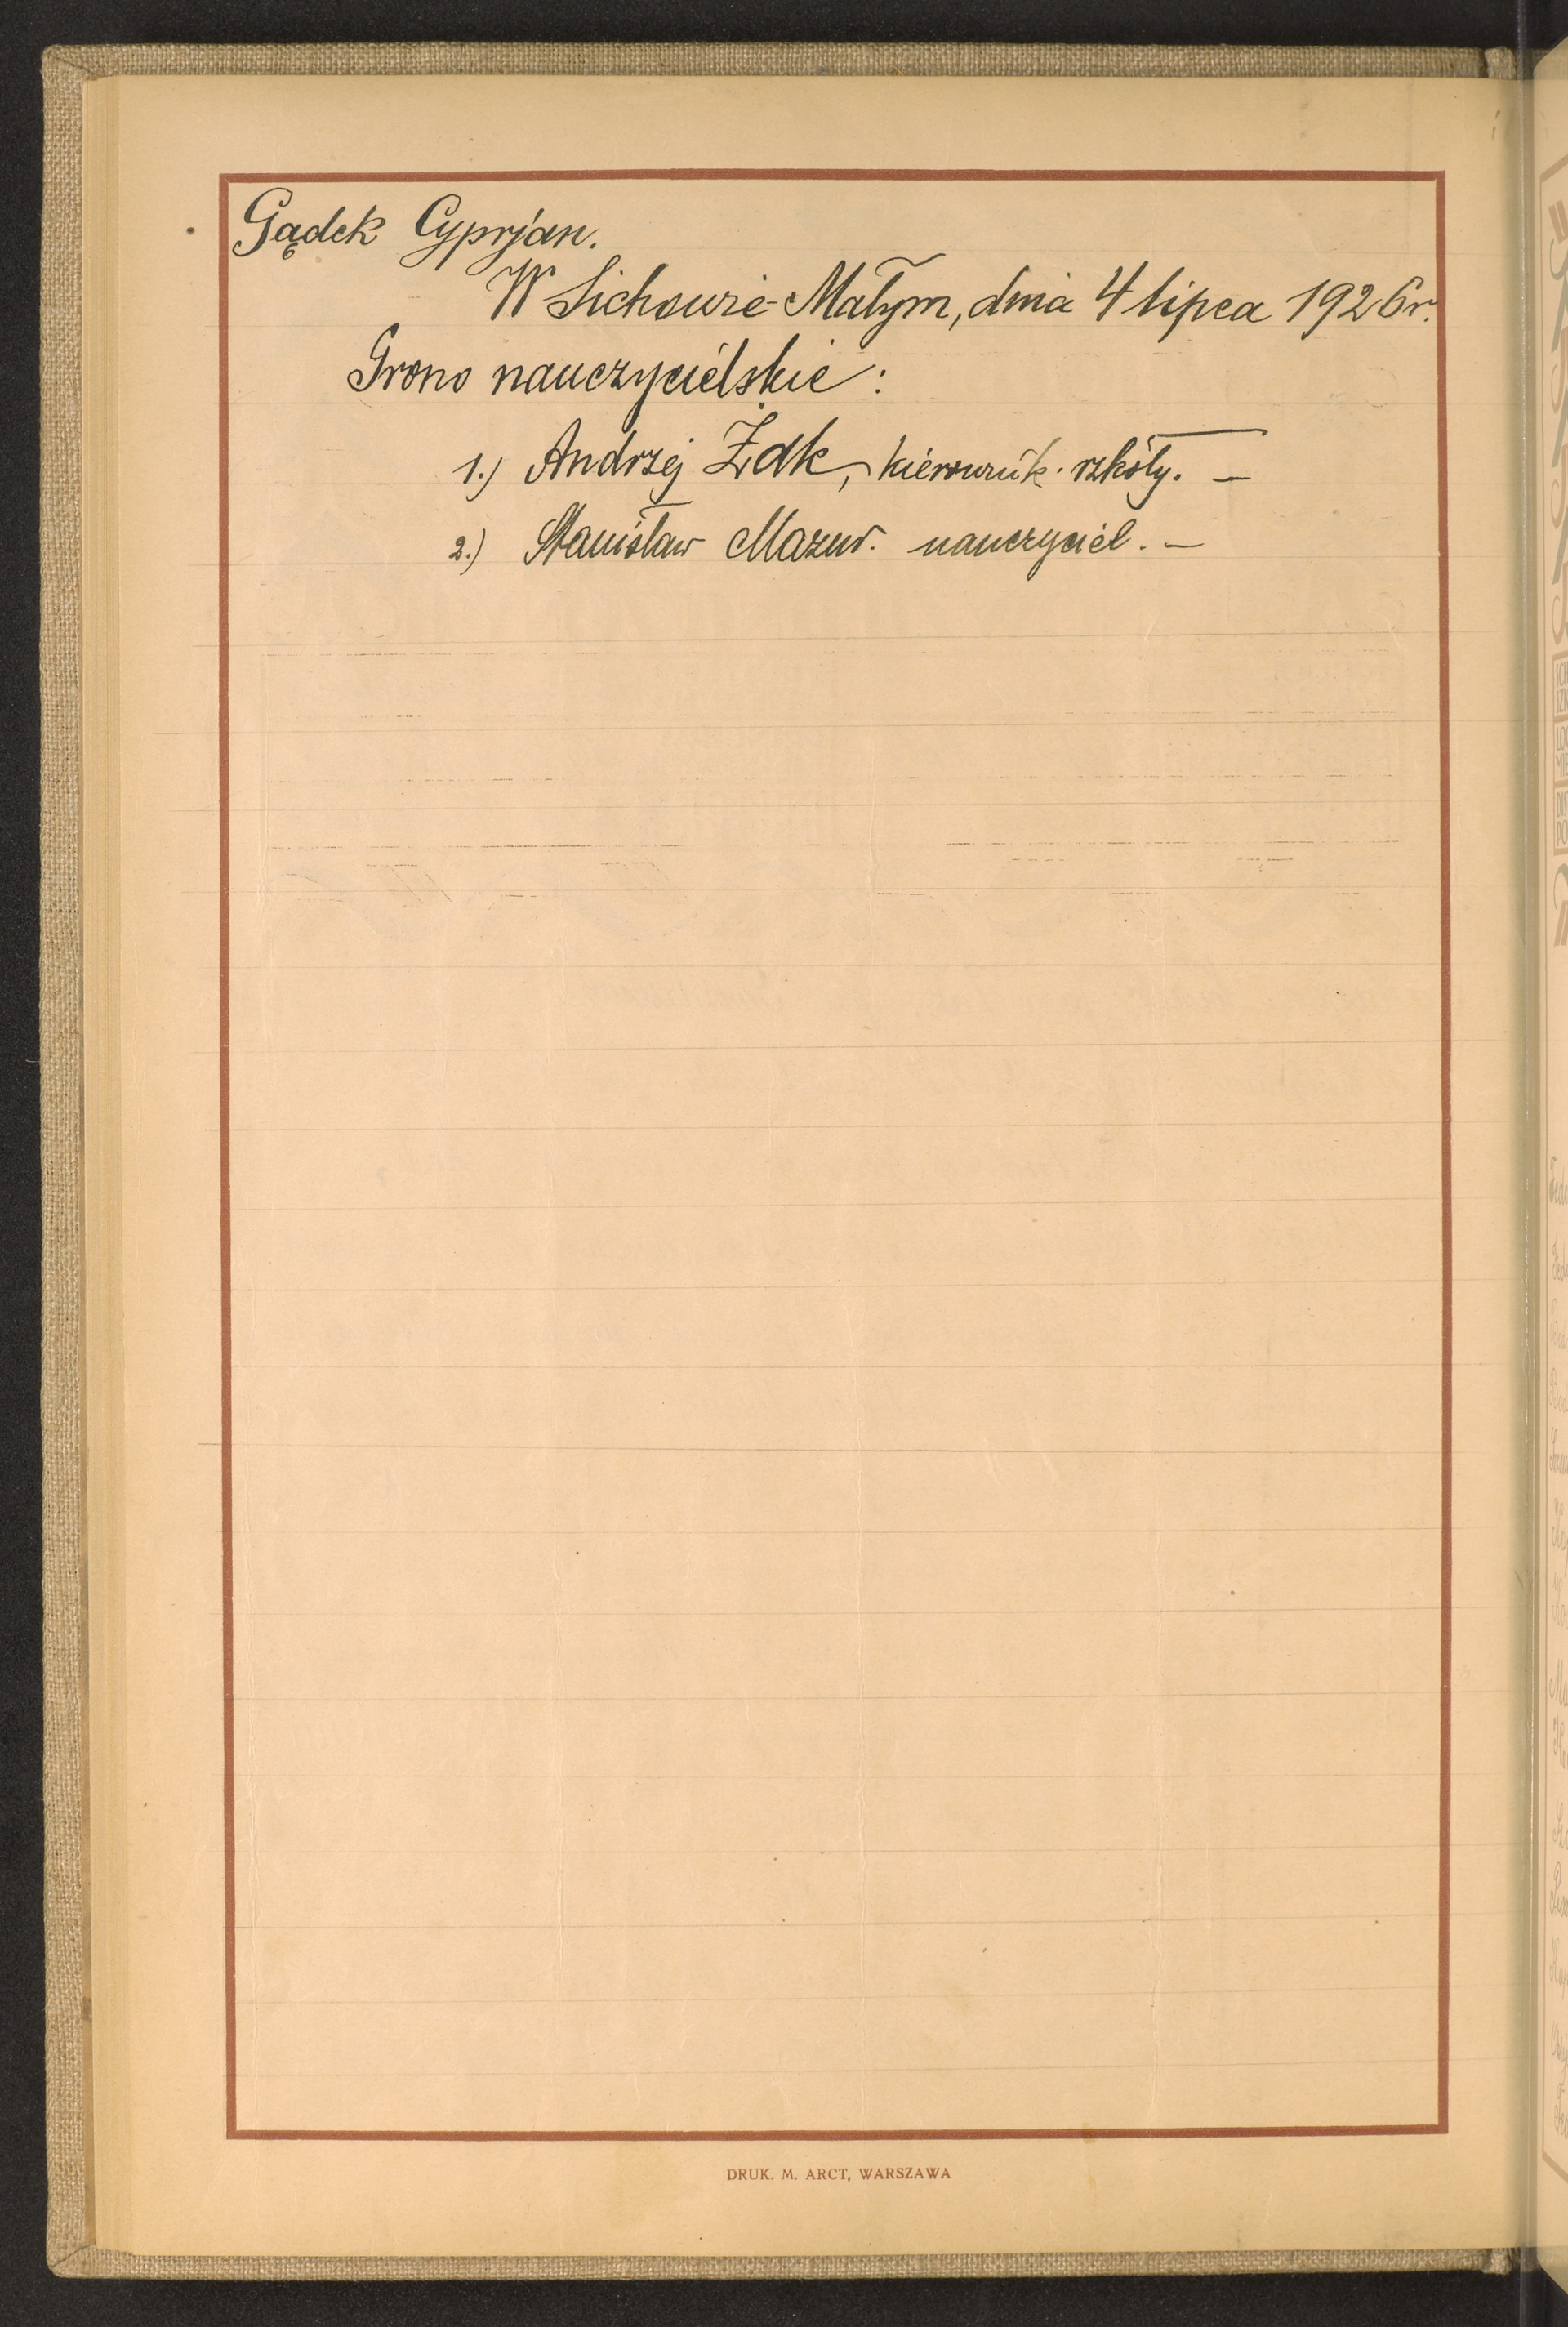 Gądek Cyprjan.
W Sichowie-Małym, dnia 4 lipca 1926 r.
Grono nauczycielskie:
1.) Andrzej Żak, kierownik szkoły. —
2.) Stanisław Mazur. nauczyciel. —
DRUK. M. ARCT, WARSZAWA